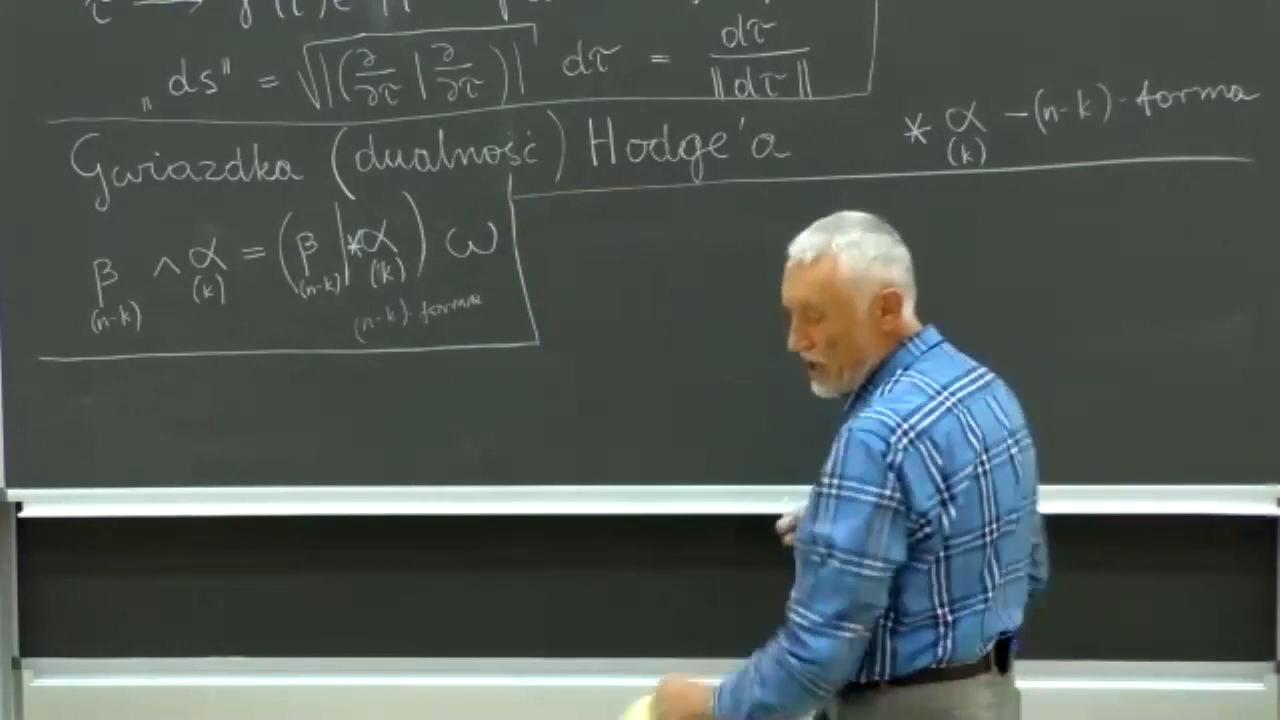 „ds" = √|(∂/∂τ | ∂/∂τ)| dτ = dτ/‖dτ‖
Gwiazdka (dualność) Hodge'a
* α (k) – (n-k)-forma
β (n-k) ∧ α (k) = (β (n-k) | *α (k)) ω
(n-k)-forma